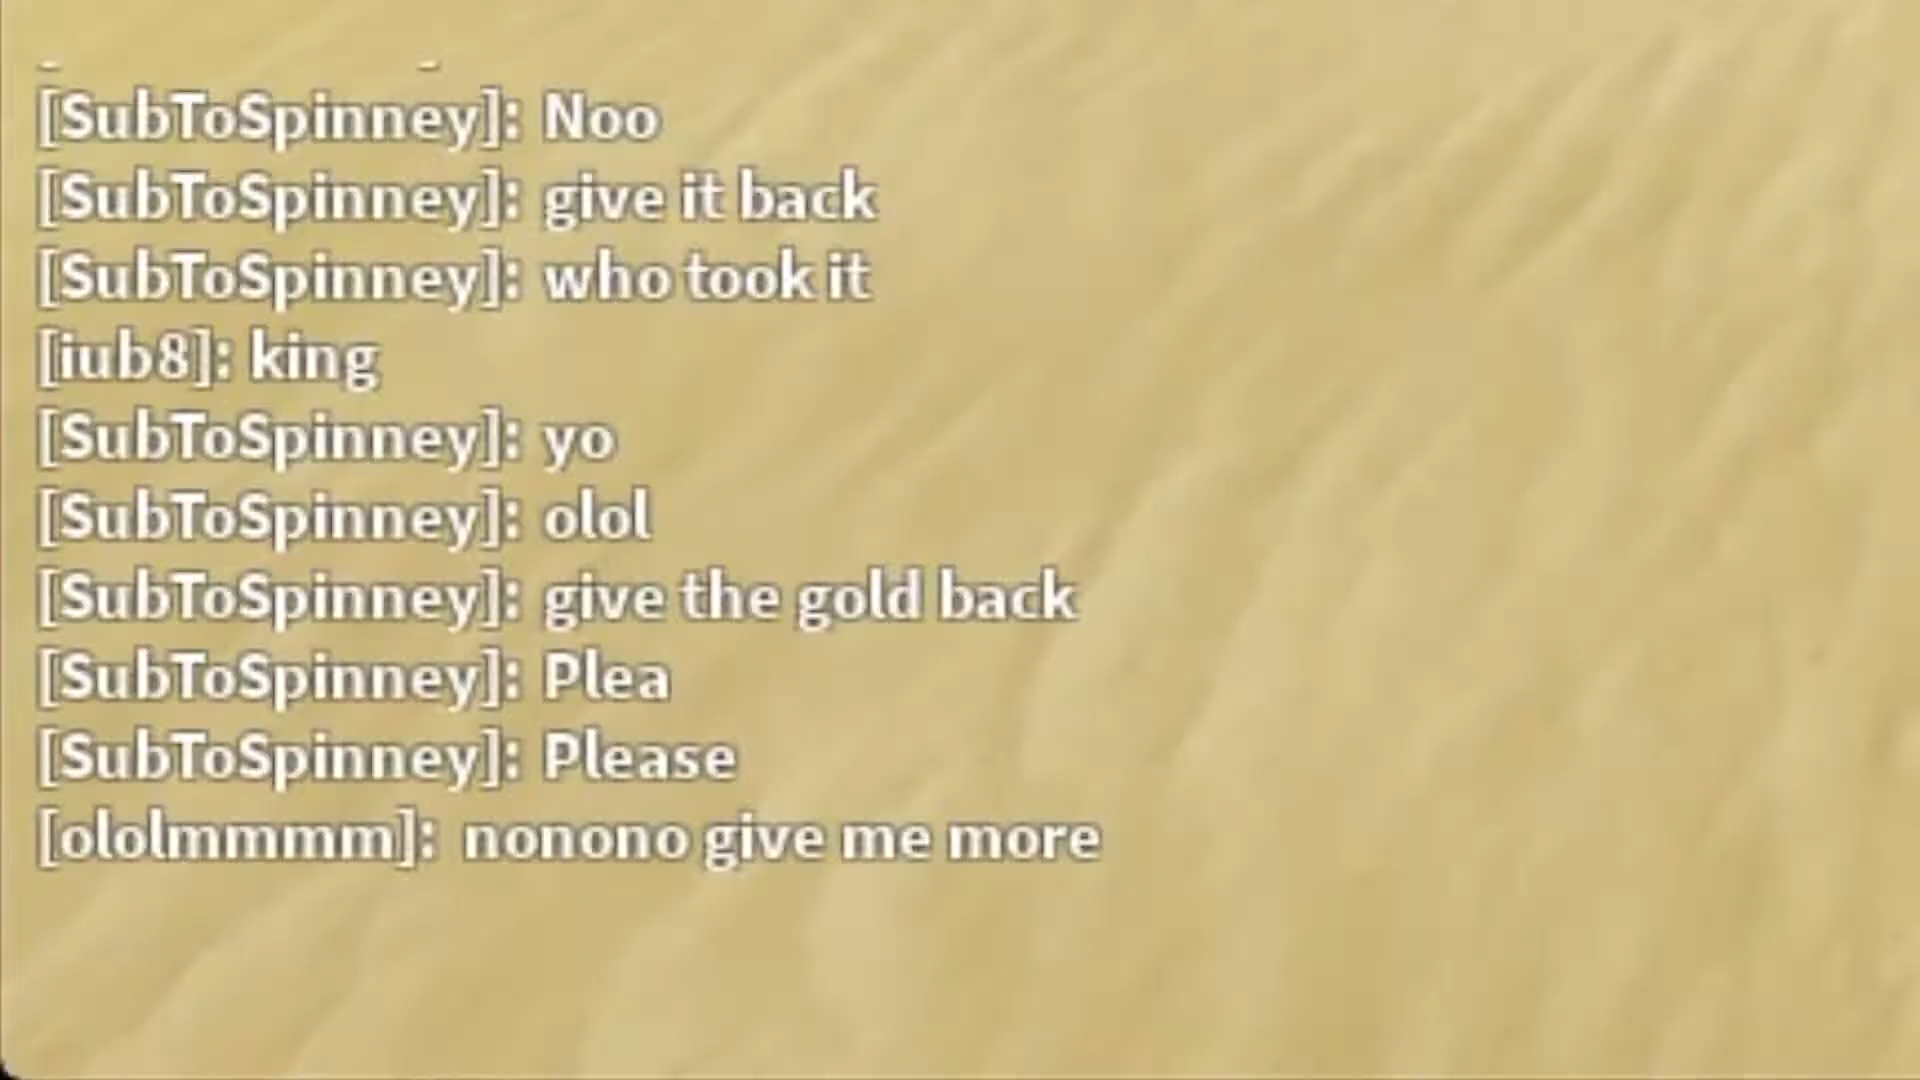 [SubToSpinney]: Noo
[SubToSpinney]: give it back
[SubToSpinney]: who took it
[iub8]: king
[SubToSpinney]: yo
[SubToSpinney]: olol
[SubToSpinney]: give the gold back
[SubToSpinney]: Plea
[SubToSpinney]: Please
[ololmmmm]: nonono give me more